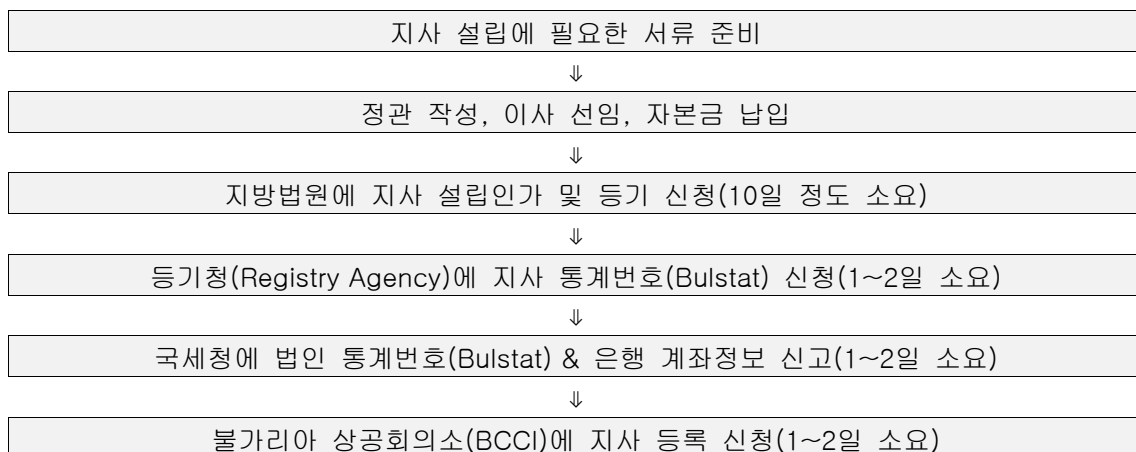 지사 설립에 필요한 서류 준비
⇓
정관 작성, 이사 선임, 자본금 납입
⇓
지방법원에 지사 설립인가 및 등기 신청(10일 정도 소요)
⇓
등기청(Registry Agency)에 지사 통계번호(Bulstat) 신청(1~2일 소요)
⇓
국세청에 법인 통계번호(Bulstat) & 은행 계좌정보 신고(1~2일 소요)
⇓
불가리아 상공회의소(BCCI)에 지사 등록 신청(1~2일 소요)